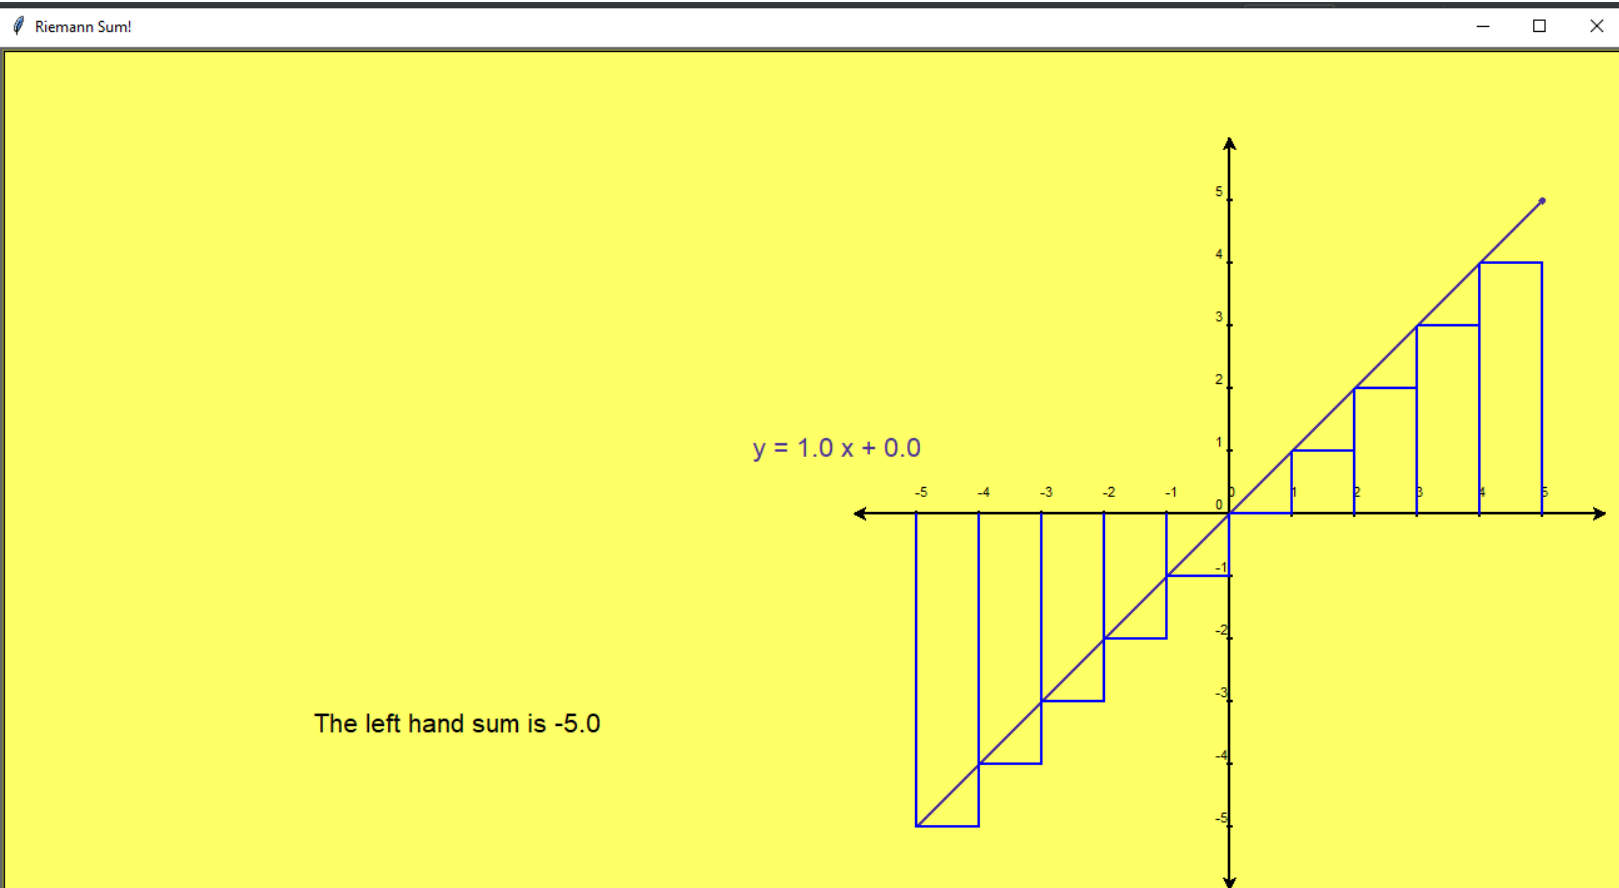 Riemann Sum!
5
4
3
2
y = 1.0 x + 0.0
1
-5 -4 -3 -2 -1 0 1 2 3 4 5
0
-1
-2
-3
The left hand sum is -5.0
-4
-5